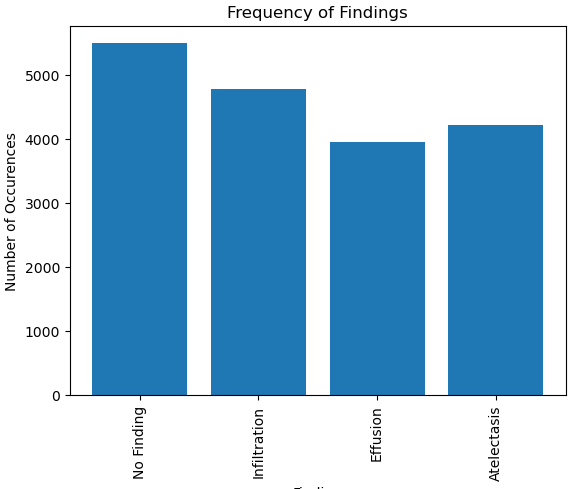 Frequency of Findings
Number of Occurences
5000
4000
3000
2000
1000
0
No Finding
Infiltration
Effusion
Atelectasis